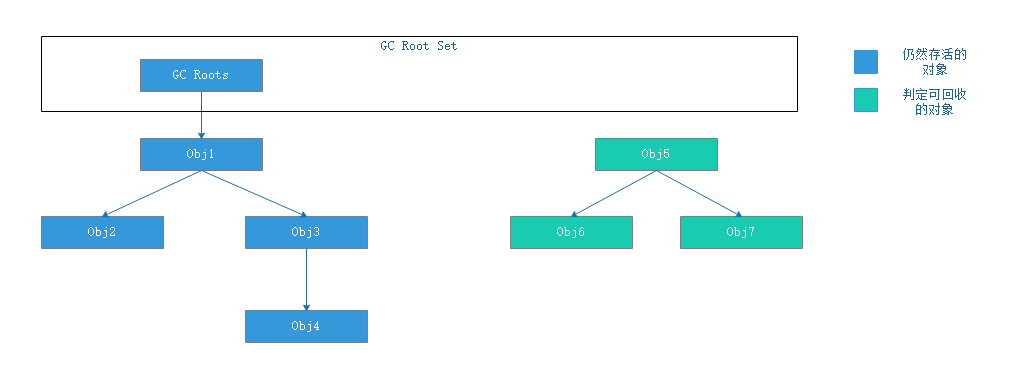 GC Root Set
GC Roots
仍然存活的
对象
判定可回收
的对象
Obj1
Obj5
Obj2
Obj3
Obj6
Obj7
Obj4